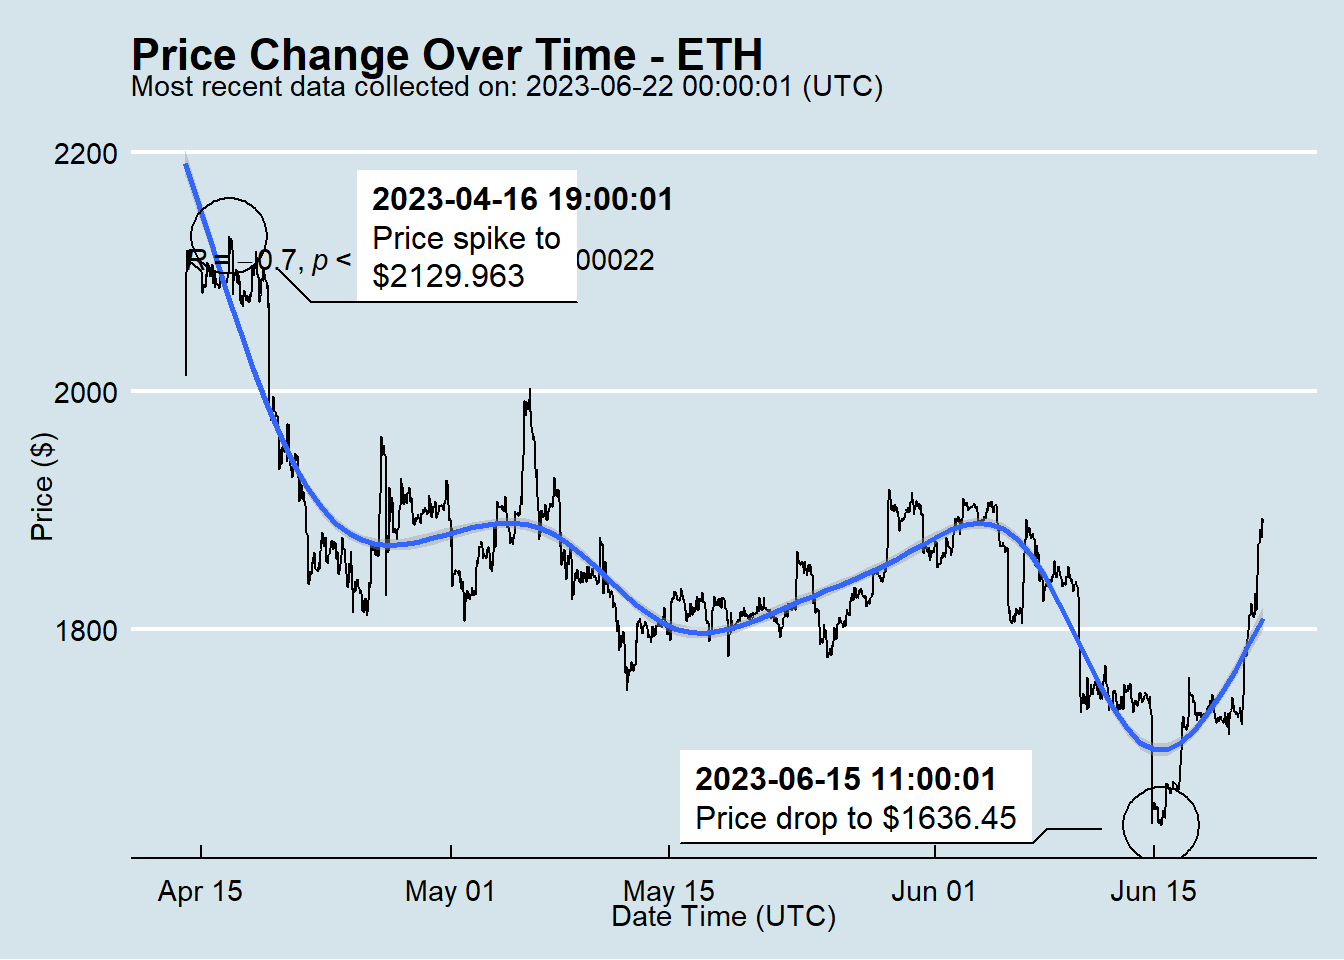 Price Change Over Time - ETH
Most recent data collected on: 2023-06-22 00:00:01 (UTC)
2200
2023-04-16 19:00:01
Price spike to
$2129.963
R = −0.7, p < 00022
2000
Price ($)
1800
2023-06-15 11:00:01
Price drop to $1636.45
Apr 15 May 01 May 15 Jun 01 Jun 15
Date Time (UTC)